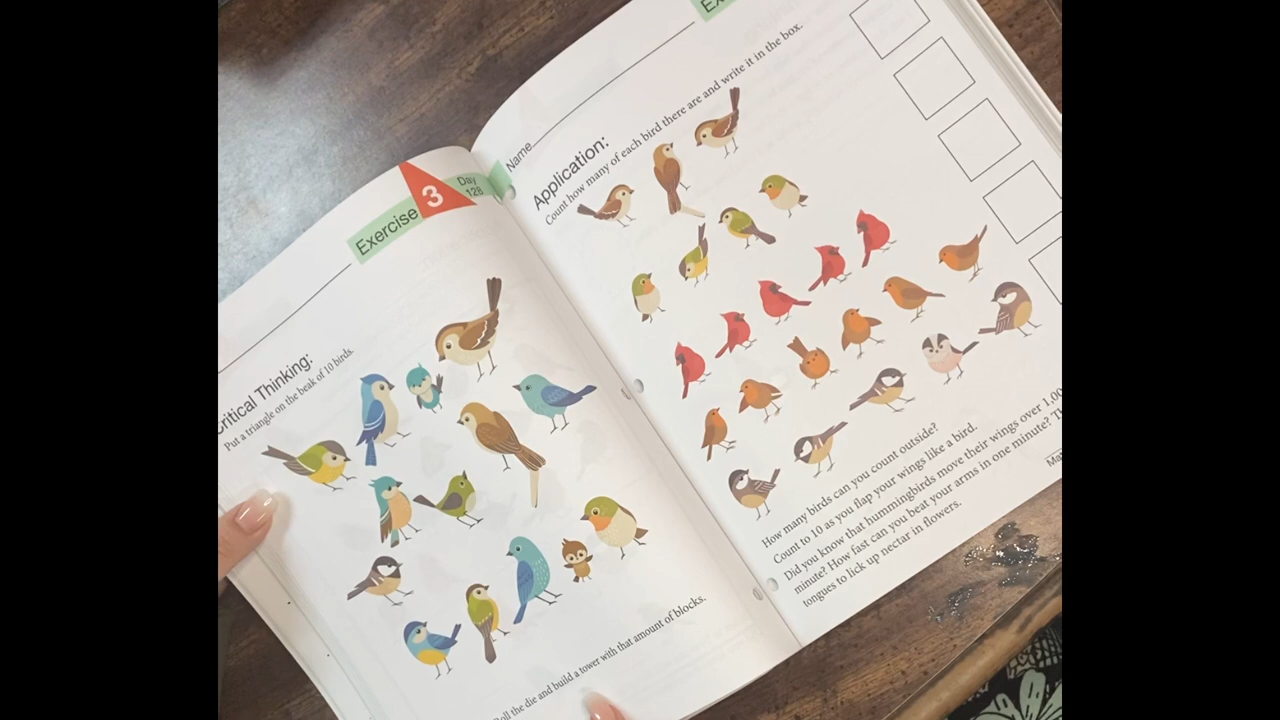 Exercise 3 Day 128
Critical Thinking:
Put a triangle on the beak of 10 birds.
Roll the die and build a tower with that amount of blocks.
Name
Application:
Count how many of each bird there are and write it in the box.
How many birds can you count outside?
Count to 10 as you flap your wings like a bird.
Did you know that hummingbirds move their wings over
minute? How fast can you beat your arms in one minute?
tongues to lick up nectar in flowers.